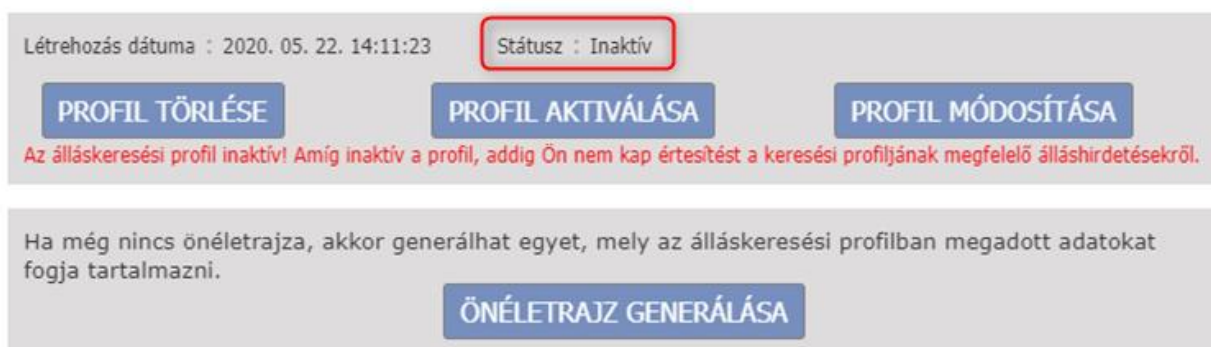 Létrehozás dátuma : 2020. 05. 22. 14:11:23 Státusz : Inaktív
PROFIL TÖRLÉSE PROFIL AKTIVÁLÁSA PROFIL MÓDOSÍTÁSA
Az álláskeresési profil inaktív! Amíg inaktív a profil, addig Ön nem kap értesítést a keresési profiljának megfelelő álláshirdetésekről.
Ha még nincs önéletrajza, akkor generálhat egyet, mely az álláskeresési profilban megadott adatokat
fogja tartalmazni.
ÖNÉLETRAJZ GENERÁLÁSA